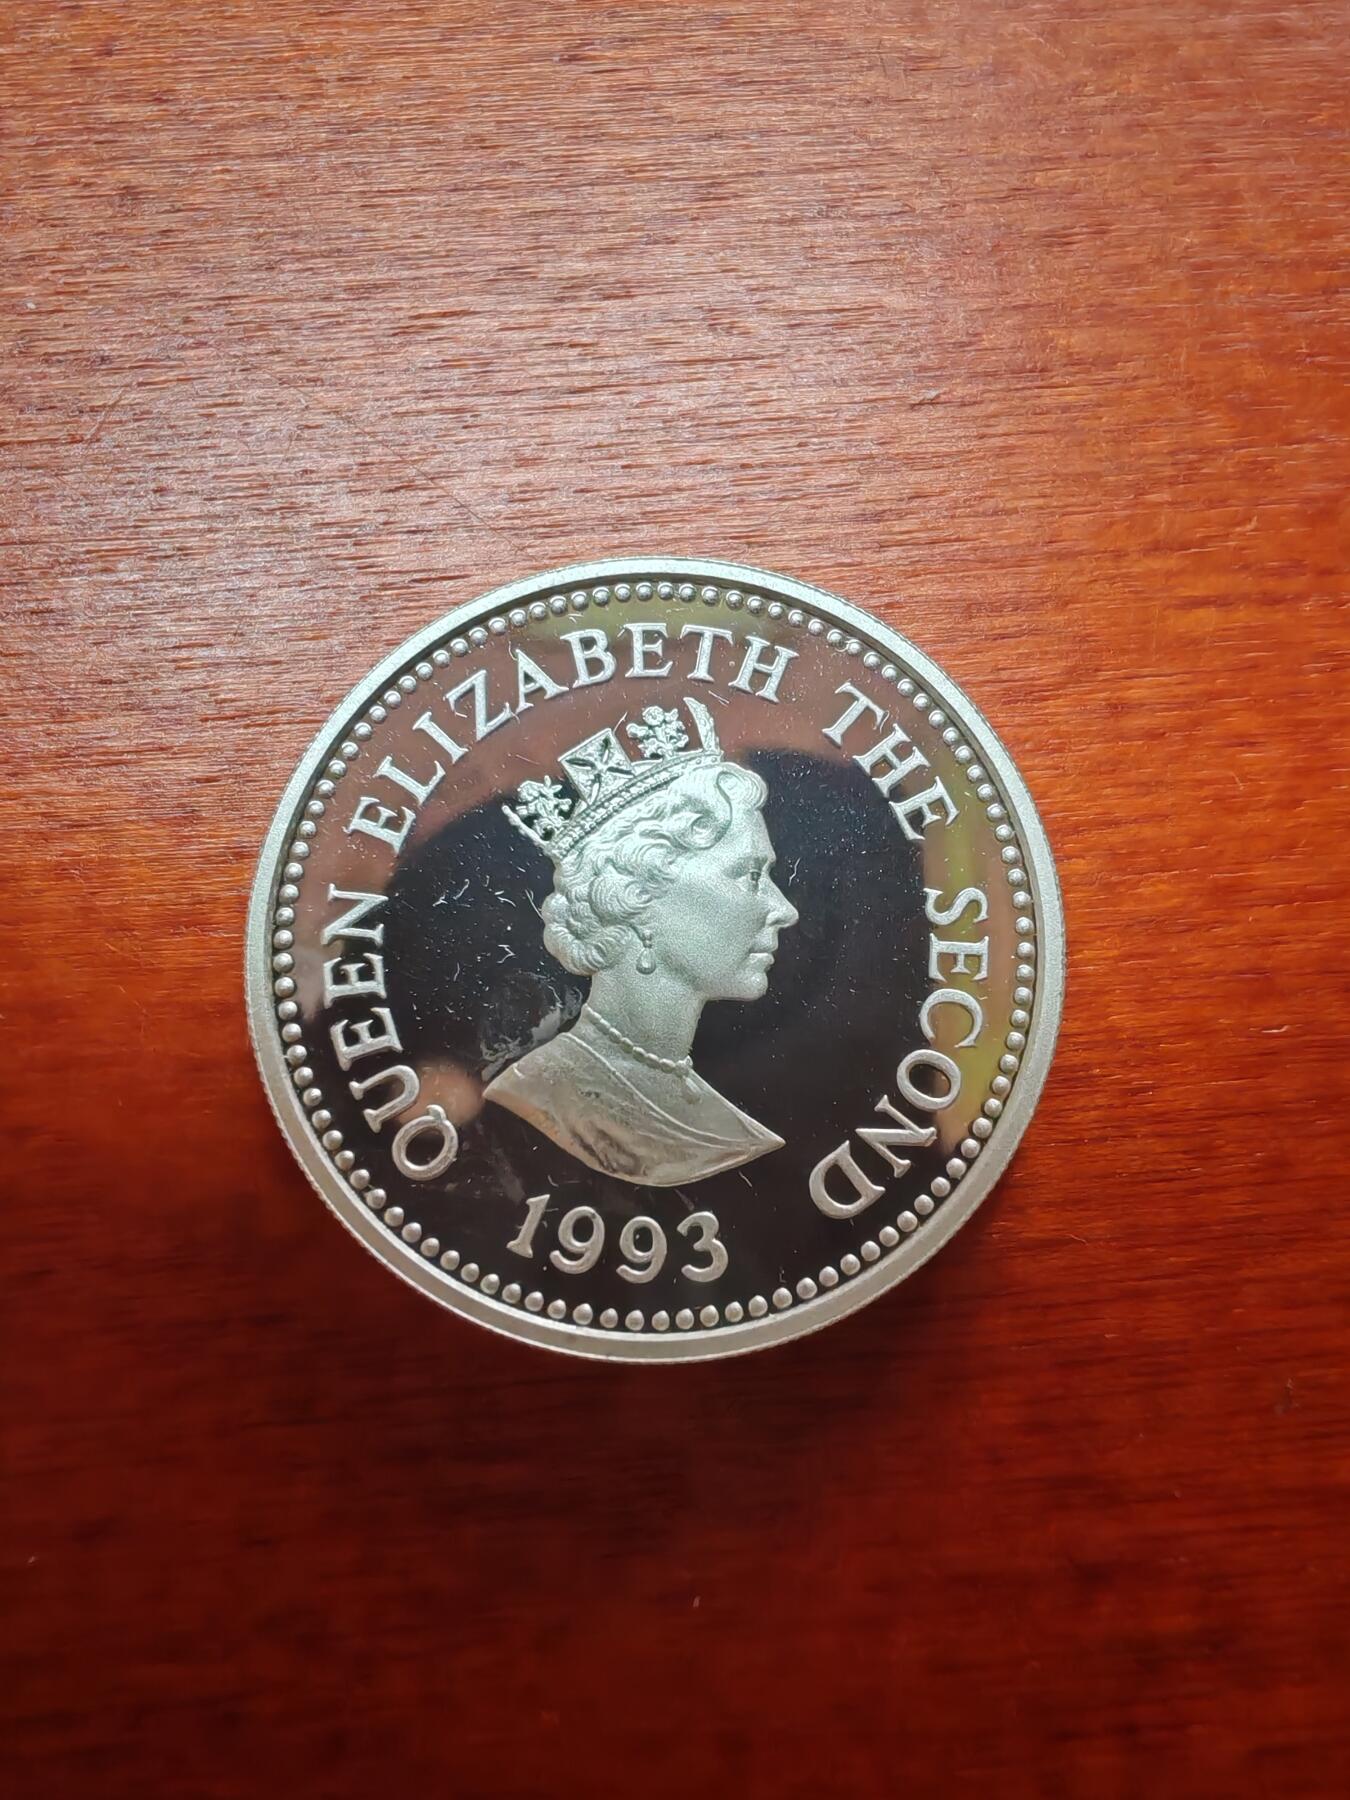 QUEEN ELIZABETH THE SECOND
1993